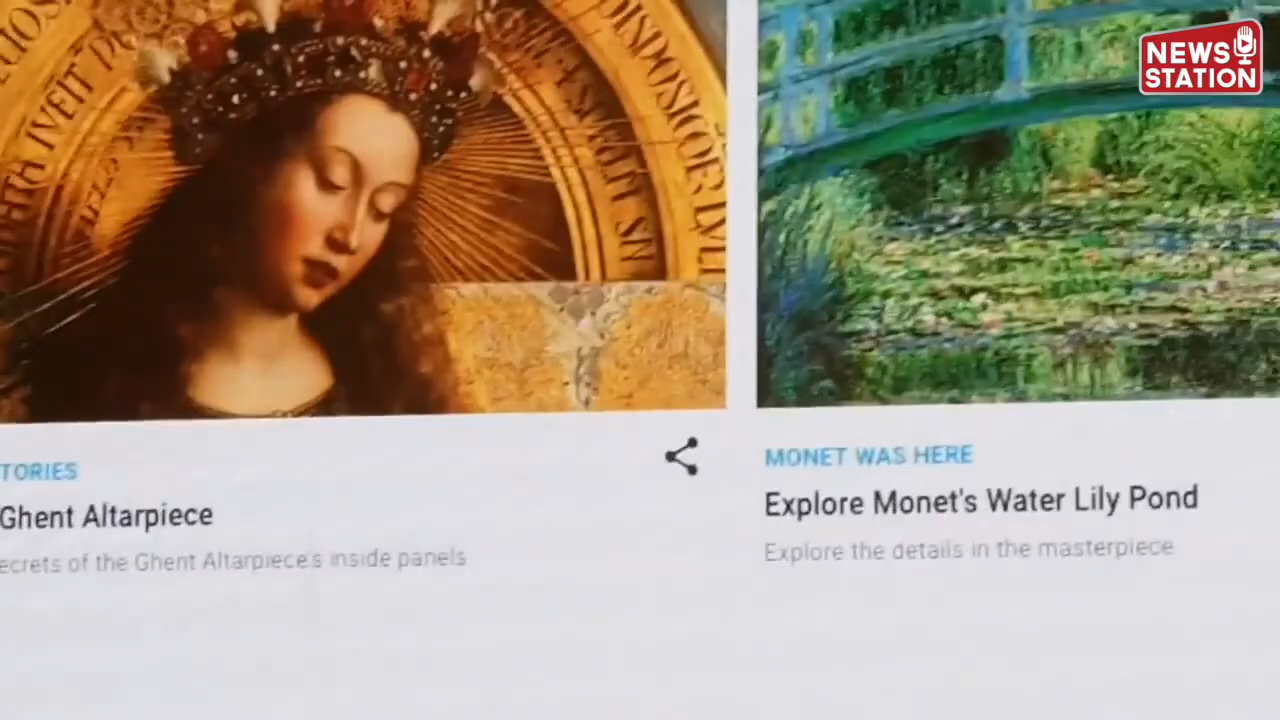 NEWS
STATION
TORIES
Ghent Altarpiece
ecrets of the Ghent Altarpiece's inside panels
MONET WAS HERE
Explore Monet's Water Lily Pond
Explore the details in the masterpiece